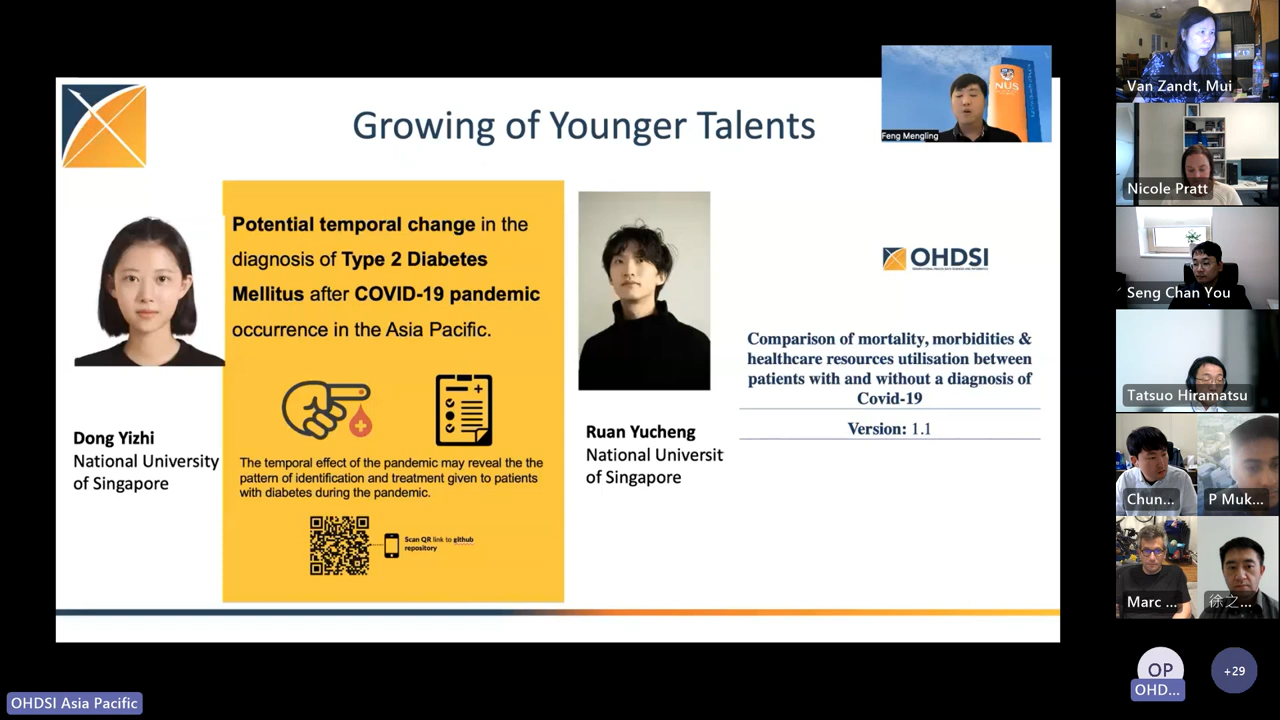 Growing of Younger Talents
NUS
Feng Mengling
Potential temporal change in the
diagnosis of Type 2 Diabetes
Mellitus after COVID-19 pandemic
occurrence in the Asia Pacific.
The temporal effect of the pandemic may reveal the the
pattern of identification and treatment given to patients
with diabetes during the pandemic.
Scan QR link to github
repository
Dong Yizhi
National University
of Singapore
Ruan Yucheng
National Universit
of Singapore
OHDSI
Comparison of mortality, morbidities &
healthcare resources utilisation between
patients with and without a diagnosis of
Covid-19
Version: 1.1
Van Zandt, Mui
Nicole Pratt
Seng Chan You
Tatsuo Hiramatsu
Chun...
P Muk...
Marc ...
徐之...
OP
OHD...
+29
OHDSI Asia Pacific